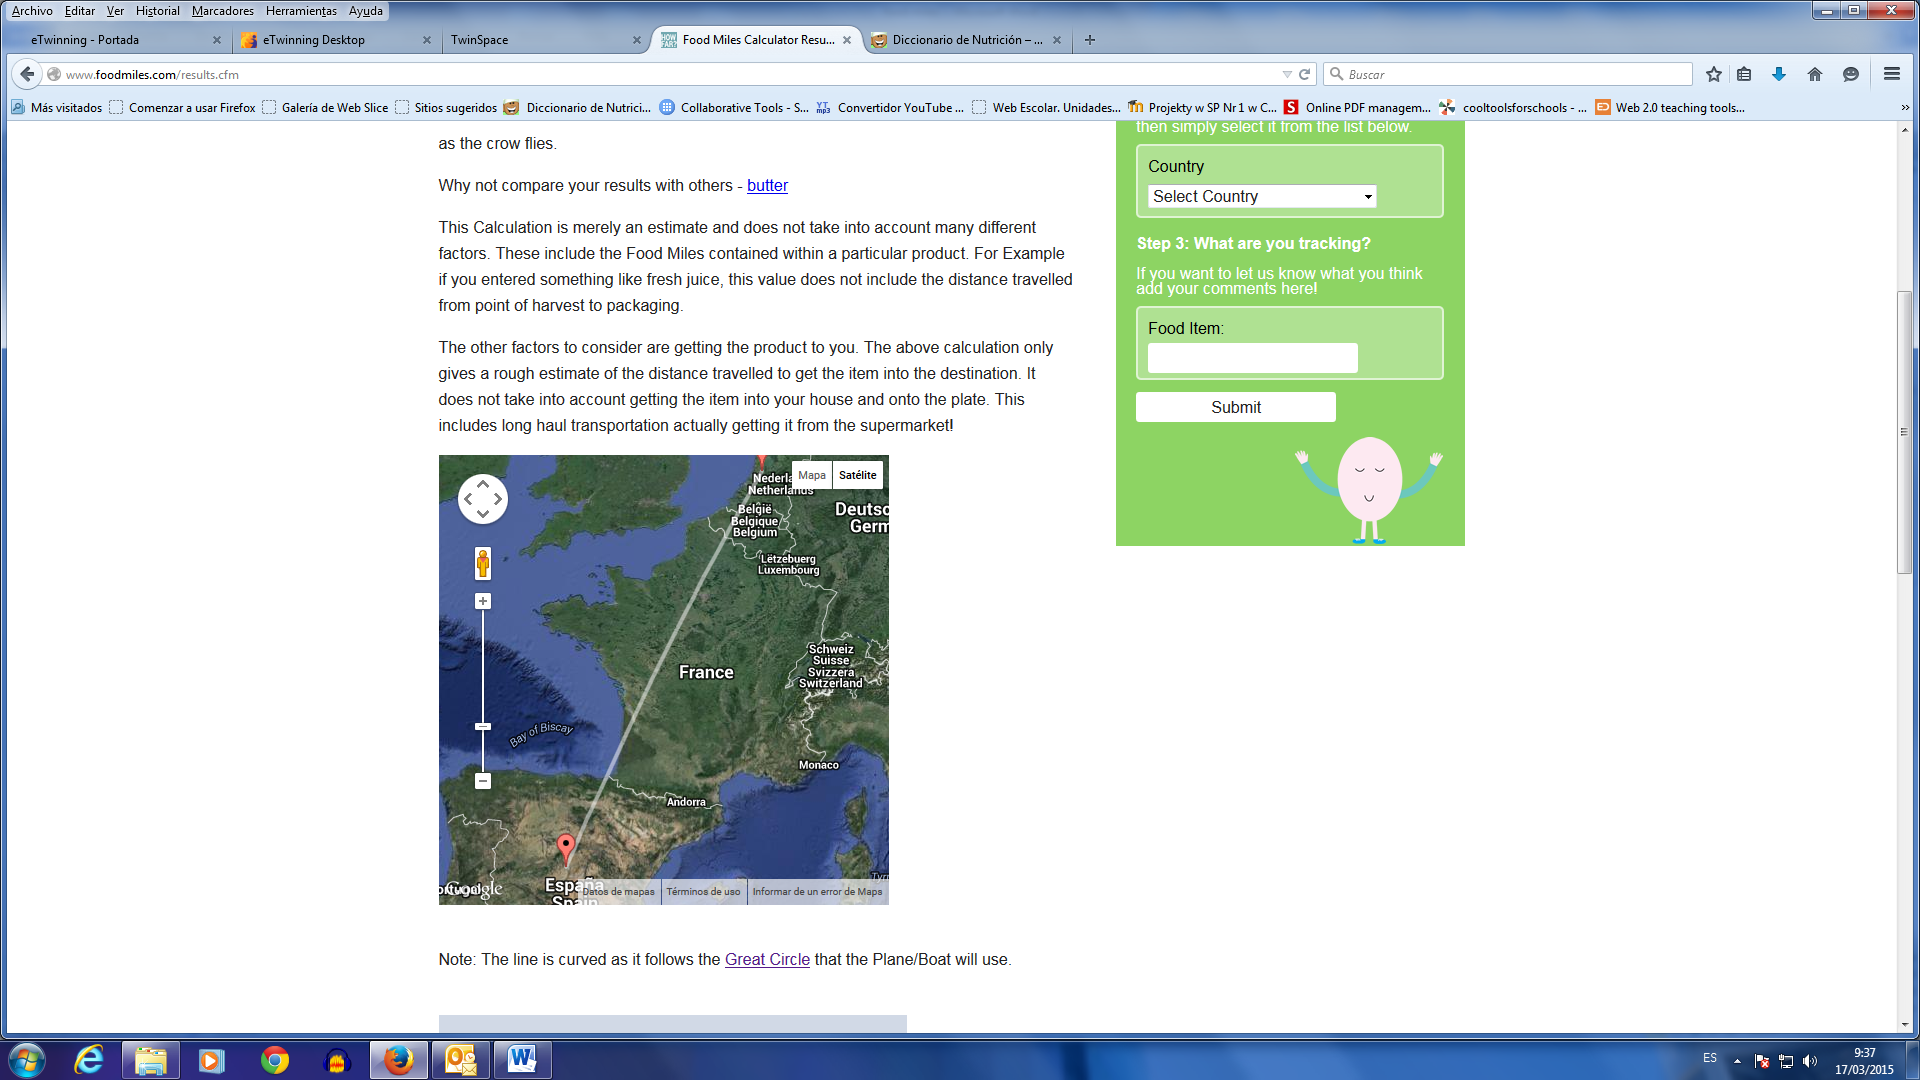 Archivo Editar Ver Historial Marcadores Herramientas Ayuda
eTwinning - Portada
eTwinning Desktop
TwinSpace
Food Miles Calculator Resu...
Diccionario de Nutrición – ...
www.foodmiles.com/results.cfm
Buscar
Más visitados
Comenzar a usar Firefox
Galería de Web Slice
Sitios sugeridos
Diccionario de Nutrici...
Collaborative Tools - S...
Convertidor YouTube ...
Web Escolar. Unidades...
Projekty w SP Nr 1 w C...
Online PDF managem...
cooltoolsforschools - ...
Web 2.0 teaching tools...
as the crow flies.
Why not compare your results with others - butter
This Calculation is merely an estimate and does not take into account many different
factors. These include the Food Miles contained within a particular product. For Example
if you entered something like fresh juice, this value does not include the distance travelled
from point of harvest to packaging.
The other factors to consider are getting the product to you. The above calculation only
gives a rough estimate of the distance travelled to get the item into the destination. It
does not take into account getting the item into your house and onto the plate. This
includes long haul transportation actually getting it from the supermarket!
then simply select it from the list below.
Country
Select Country
Step 3: What are you tracking?
If you want to let us know what you think
add your comments here!
Food Item:
Submit
Mapa
Satélite
Netherlands
België
Belgique
Belgium
Deutsc
Germ
Lëtzebuerg
Luxembourg
Schweiz
Suisse
Svizzera
Switzerland
France
Bay of Biscay
Monaco
Andorra
España
Spain
Google
Datos de mapas
Términos de uso
Informar de un error de Maps
Note: The line is curved as it follows the Great Circle that the Plane/Boat will use.
ES
9:37
17/03/2015